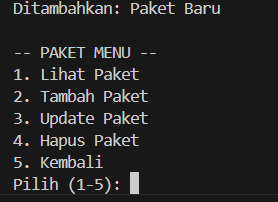 Ditambahkan: Paket Baru
-- PAKET MENU --
1. Lihat Paket
2. Tambah Paket
3. Update Paket
4. Hapus Paket
5. Kembali
Pilih (1-5):